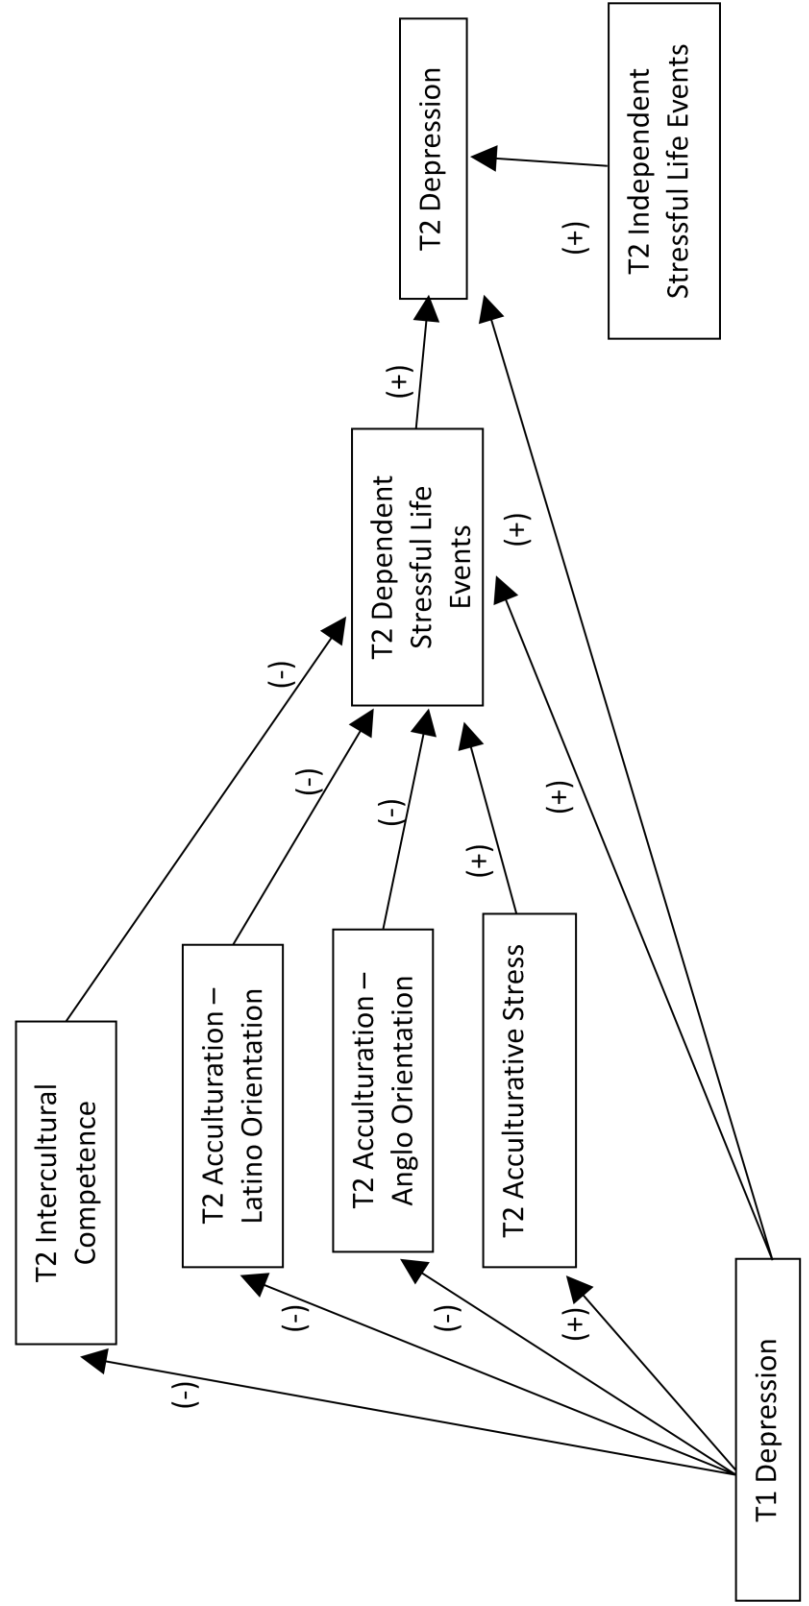 T2 Intercultural
Competence
(-)
(-)
T2 Acculturation –
Latino Orientation
(-)
(-)
T2 Acculturation –
Anglo Orientation
(-)
(-)
T2 Acculturative Stress
(+)
(+)
T1 Depression
(+)
(+)
T2 Dependent
Stressful Life
Events
(+)
T2 Depression
(+)
T2 Independent
Stressful Life Events